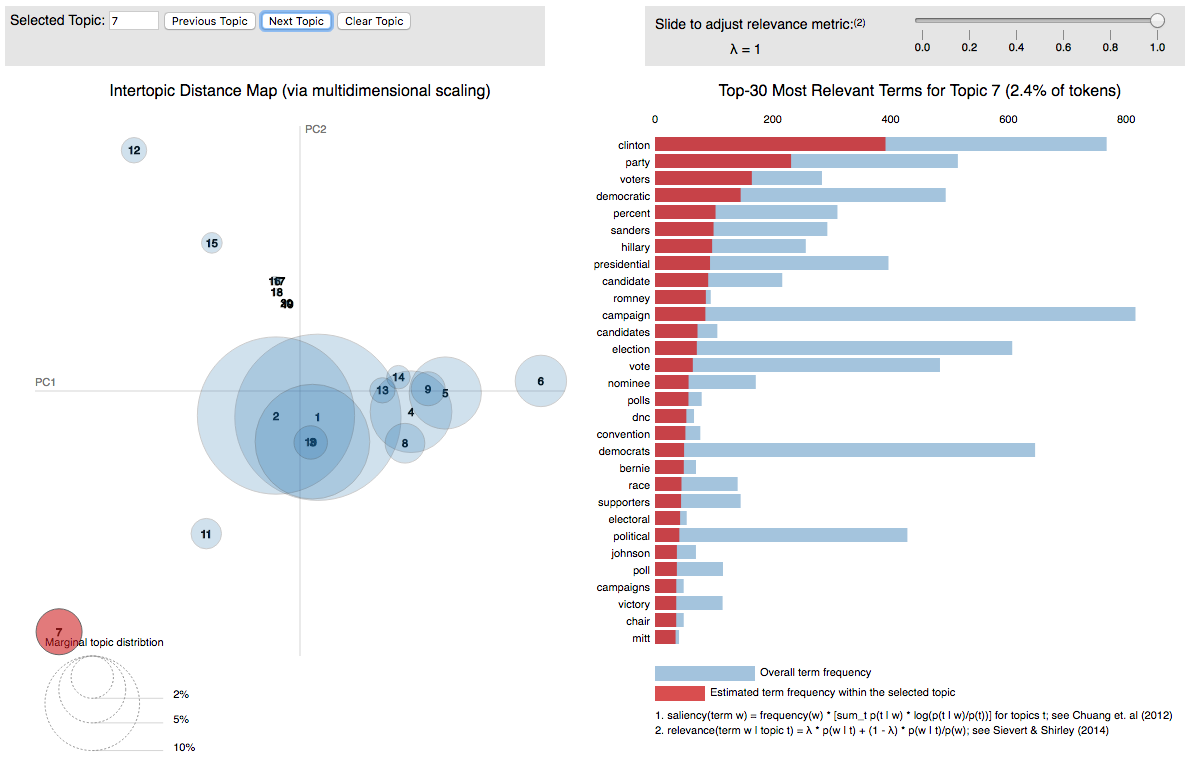 Selected Topic: 7 Previous Topic Next Topic Clear Topic
Slide to adjust relevance metric:(2)
λ = 1
0.0 0.2 0.4 0.6 0.8 1.0
Intertopic Distance Map (via multidimensional scaling)
PC2
PC1
12
15
17
18
14
13
9
5
6
4
2
1
8
11
7
Marginal topic distribtion
2%
5%
10%
Top-30 Most Relevant Terms for Topic 7 (2.4% of tokens)
0 200 400 600 800
clinton
party
voters
democratic
percent
sanders
hillary
presidential
candidate
romney
campaign
candidates
election
vote
nominee
polls
dnc
convention
democrats
bernie
race
supporters
electoral
political
johnson
poll
campaigns
victory
chair
mitt
Overall term frequency
Estimated term frequency within the selected topic
1. saliency(term w) = frequency(w) * [sum_t p(t | w) * log(p(t | w)/p(t))] for topics t; see Chuang et. al (2012)
2. relevance(term w | topic t) = λ * p(w | t) + (1 - λ) * p(w | t)/p(w); see Sievert & Shirley (2014)